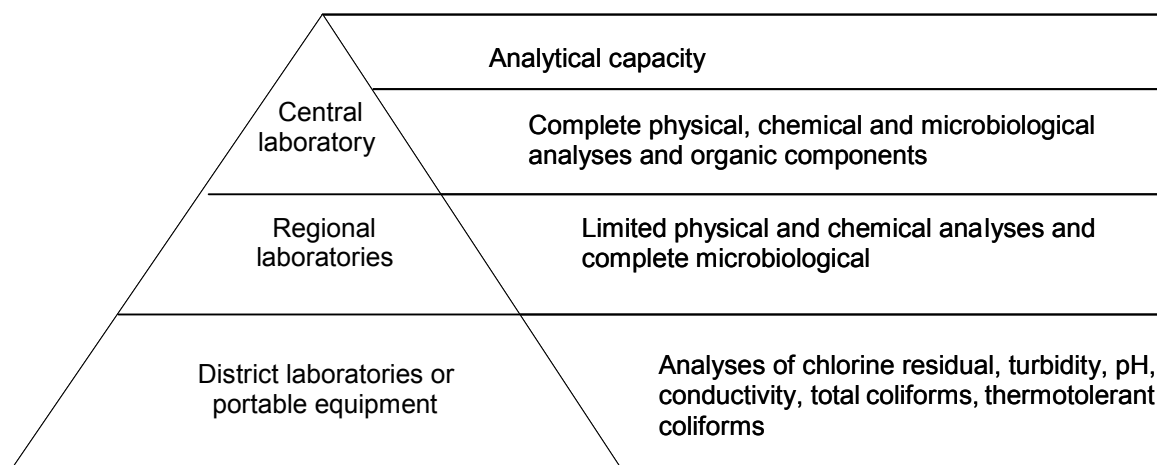 Analytical capacity
Central
laboratory
Complete physical, chemical and microbiological
analyses and organic components
Regional
laboratories
Limited physical and chemical analyses and
complete microbiological
District laboratories or
portable equipment
Analyses of chlorine residual, turbidity, pH,
conductivity, total coliforms, thermotolerant
coliforms